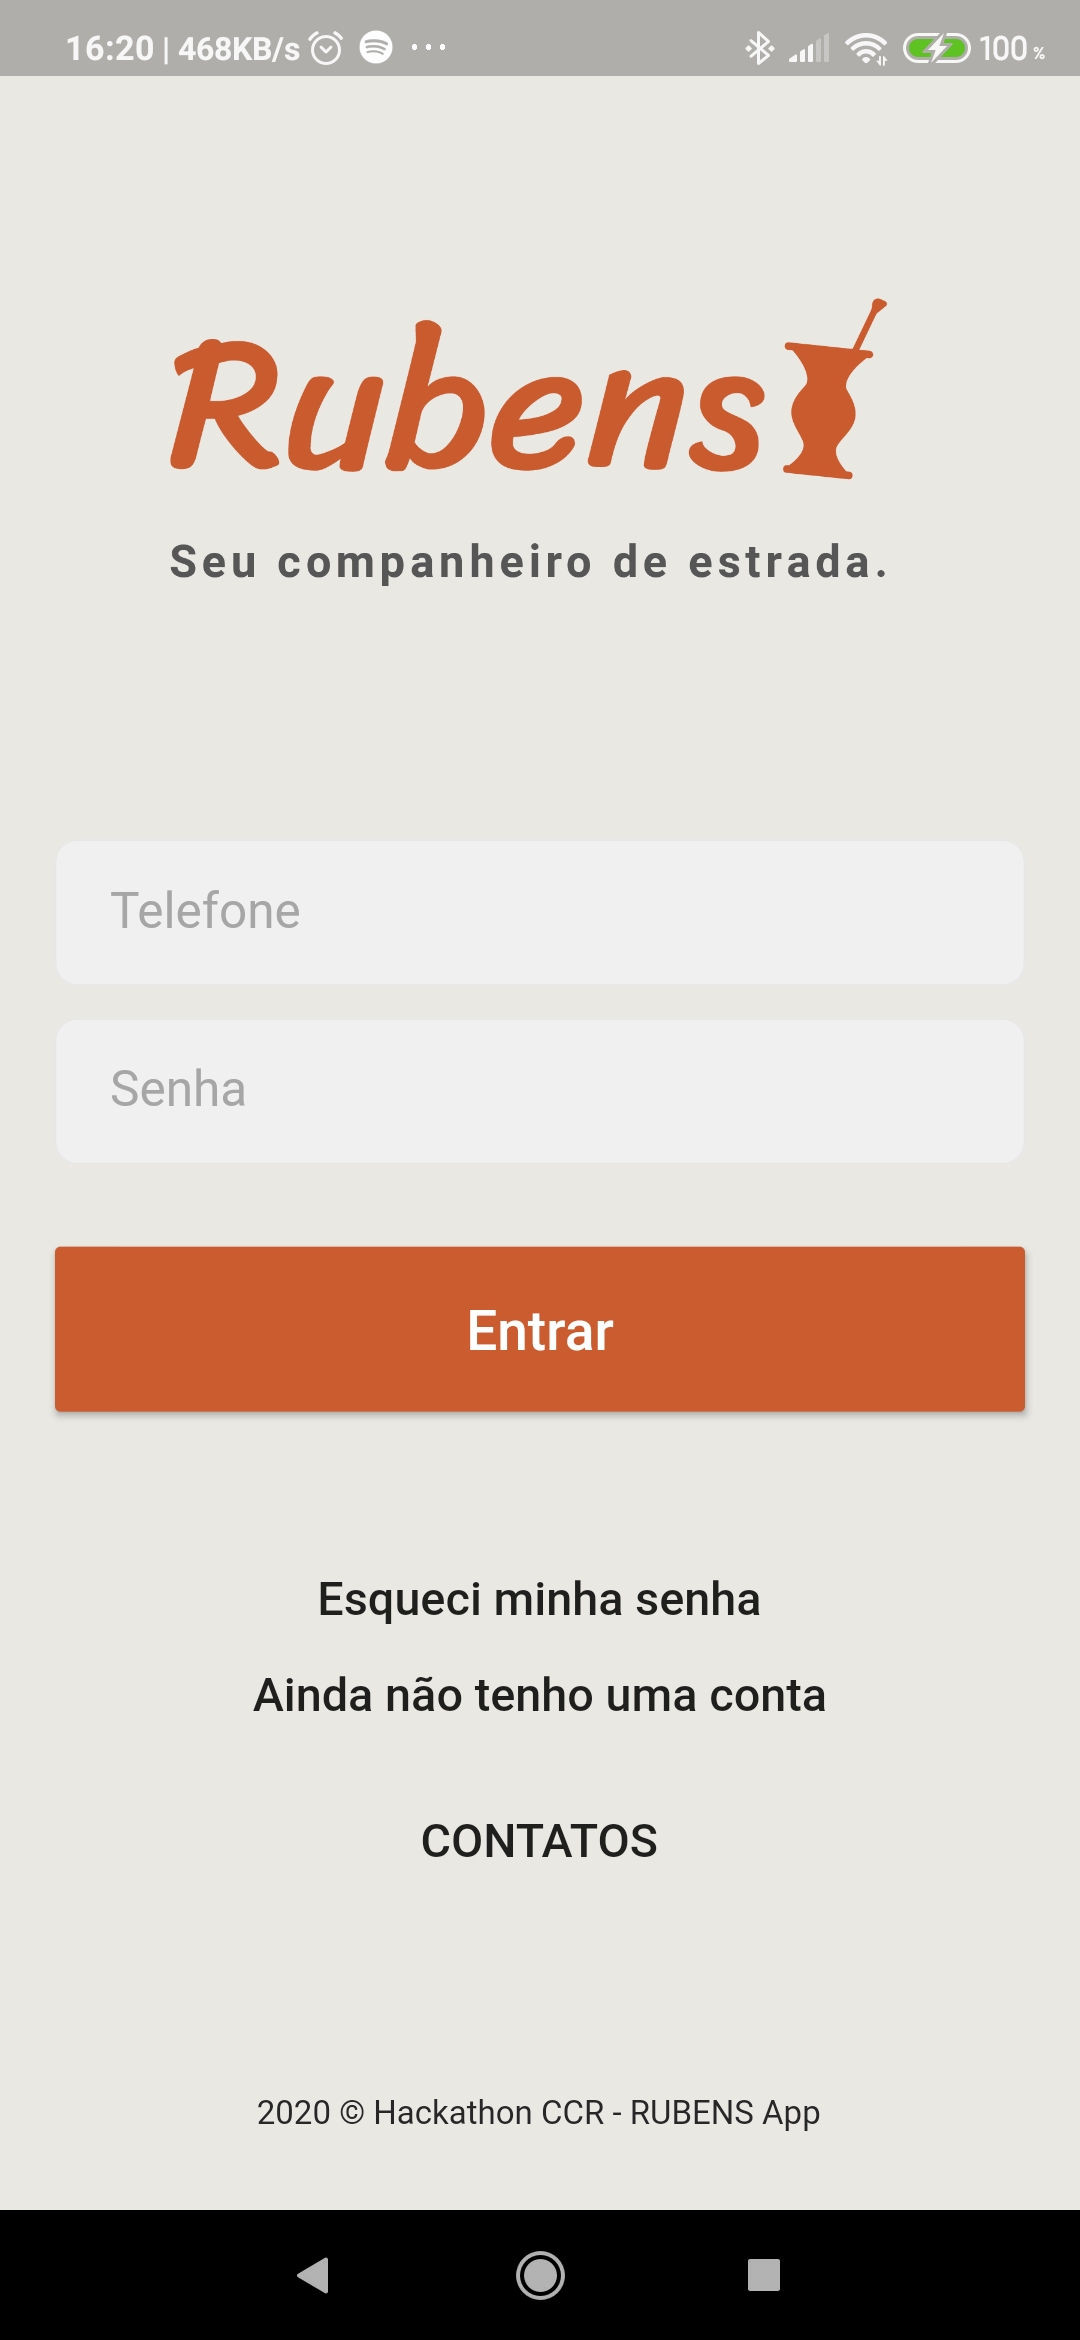 16:20 | 468KB/s 100 %
Rubens
Seu companheiro de estrada.
Telefone
Senha
Entrar
Esqueci minha senha
Ainda não tenho uma conta
CONTATOS
2020 © Hackathon CCR - RUBENS App